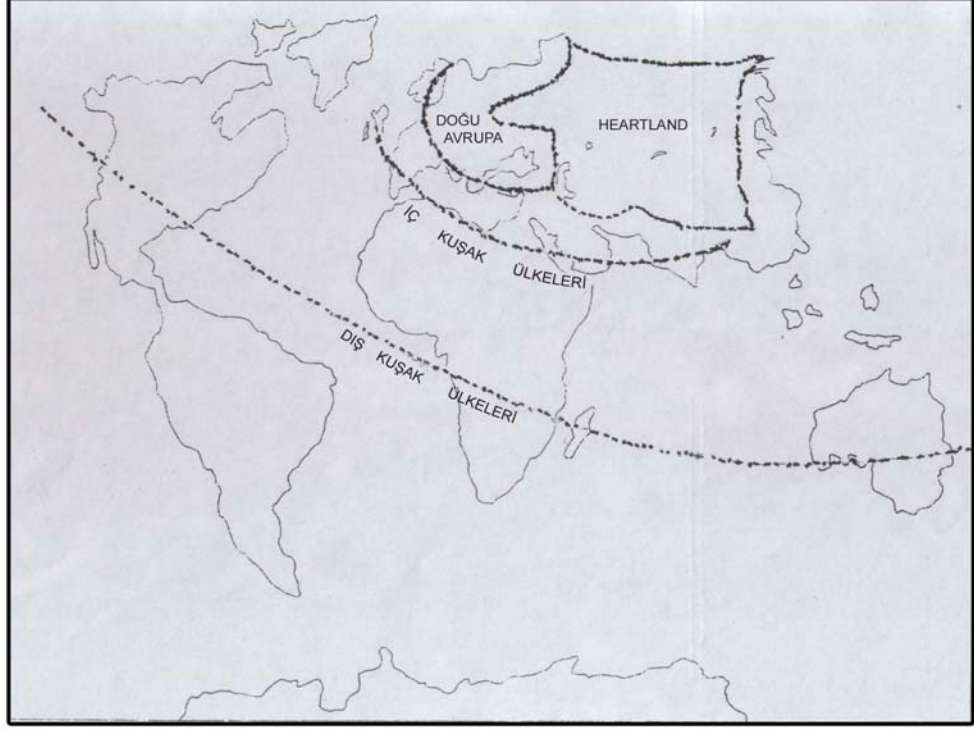 DOĞU
AVRUPA
HEARTLAND
İÇ KUŞAK ÜLKELERİ
DIŞ KUŞAK ÜLKELERİ